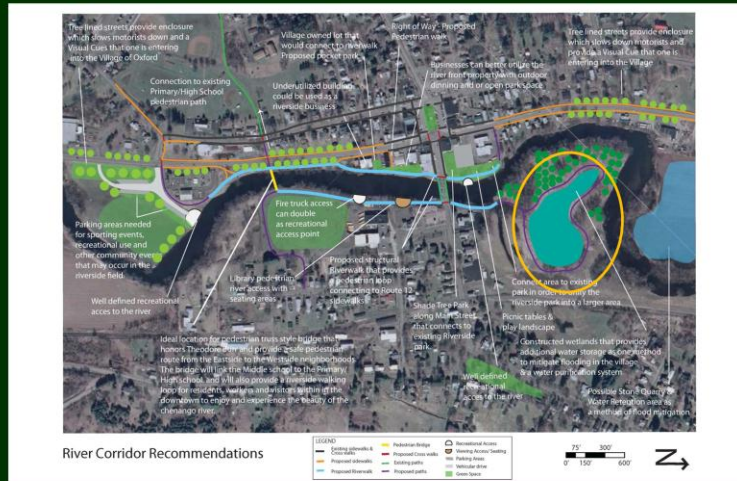 Tree lined streets provide enclosure
which slows motorists down and a
Visual Cues that one is entering
into the Village of Oxford
Connection to existing
Primary/High School
pedestrian path
Village owned lot that
would connect to riverwalk
Proposed pocket park
Underutilized building
could be used as a
riverside business
Right of Way - Proposed
Pedestrian walk
Businesses can better utilize the
river front property with outdoor
dinning and or open park space
Tree lined streets provide enclosure
which slows down motorists and
provide a Visual Cue that one is
entering into the Village
Parking areas needed
for sporting events,
recreational use and
other community events
that may occur in the
riverside field
Well defined recreational
acces to the river
Fire truck access
can double
as recreational
access point
Library pedestrian
river access with
seating areas
Proposed structural
Riverwalk that provides
a pedestrian loop
connecting to Route 12
sidewalks
Shade Tree Park
along Main Street
that connects to
existing Riverside
park.
Picnic tables &
play landscape
Connect area to existing
park in order to unify the
riverside park into a larger area
Constructed wetlands that provides
additional water storage as one method
to mitigate flooding in the village
& a water purification system
Ideal location for pedestrian truss style bridge that
honors Theodore Burr and provide a safe pedestrian
route from the Eastside to the Westside neighborhoods
The bridge will link the Middle school to the Primary/
High school and will also provide a riverside walking
loop for residents, workers and visitors within the
downtown to enjoy and experience the beauty of the
chenango river.
Well defined
recreational
access to the river
Possible Stone Quarry &
Water Retention area as
a method of flood mitigation
River Corridor Recommendations
LEGEND
Existing sidewalks &
Cross walks
Proposed sidewalks
Proposed Riverwalk
Pedestrian Bridge
Proposed Cross walks
Existing paths
Proposed paths
Recreational Access
Viewing Access/Seating
Parking Areas
Vehicular drive
Green Space
75' 300'
0' 150' 600'
N